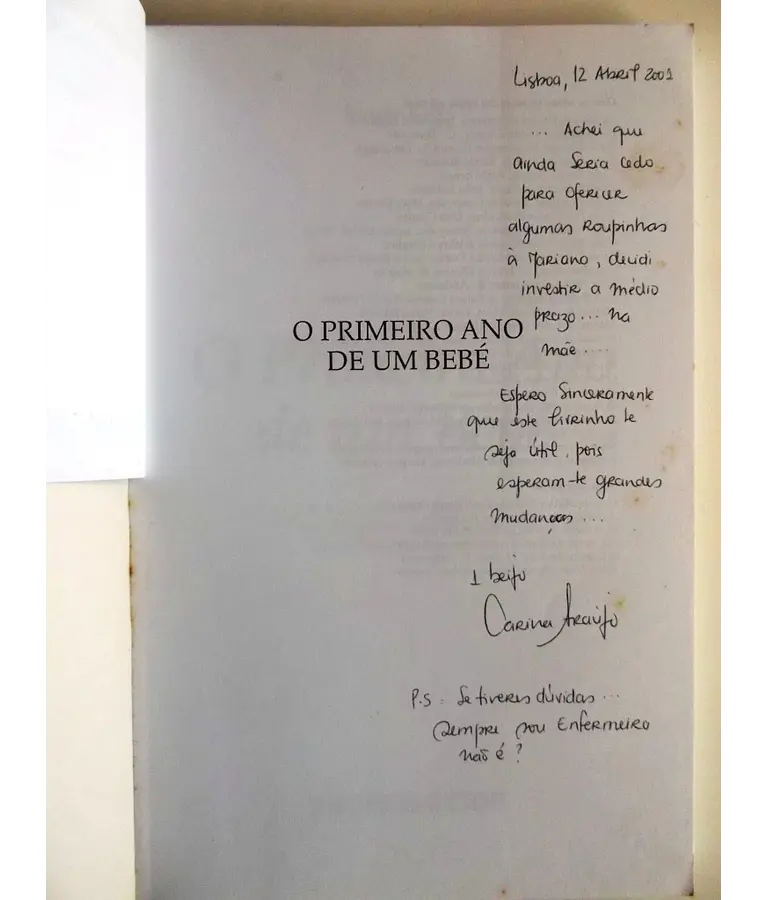 Lisboa, 12 Abril 2001
... Achei que
ainda seria cedo
para oferecer
algumas roupinhas
à Mariana, decidi
investir a médio
prazo... na
mãe....
O PRIMEIRO ANO
DE UM BEBÉ
Espero sinceramente
que este livrinho te
seja útil, pois
esperam-te grandes
mudanças...
1 beijo
Carina Araújo
P.S: Se tiveres dúvidas...
sempre sou Enfermeira
não é?